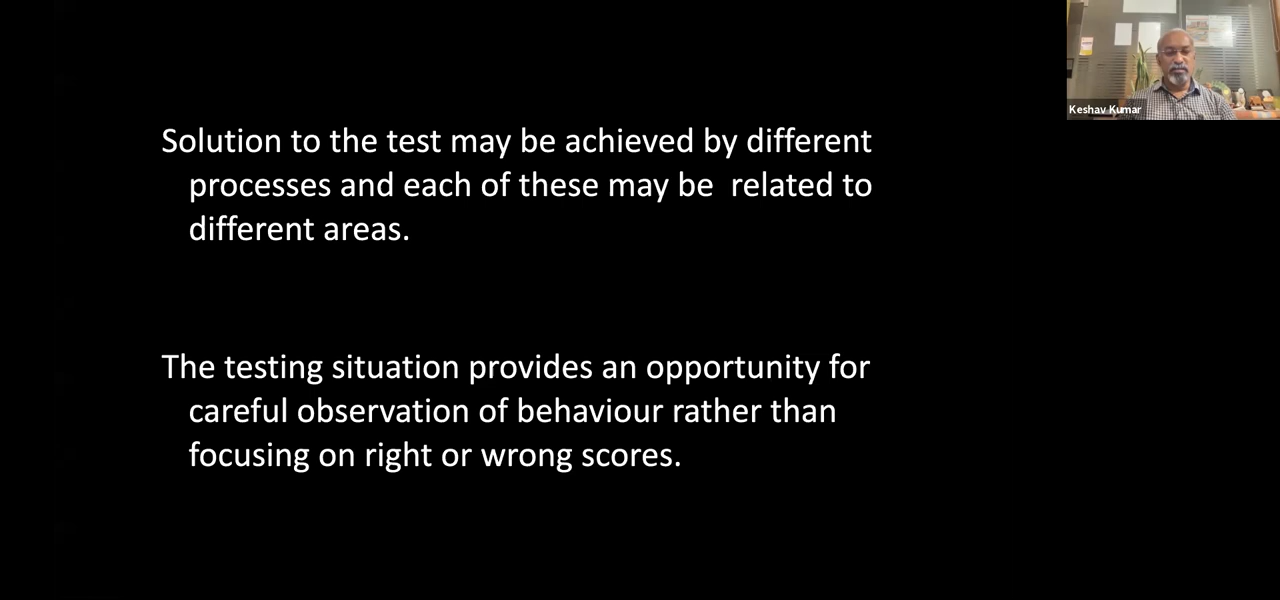 Keshav Kumar
Solution to the test may be achieved by different
processes and each of these may be  related to
different areas.
The testing situation provides an opportunity for
careful observation of behaviour rather than
focusing on right or wrong scores.